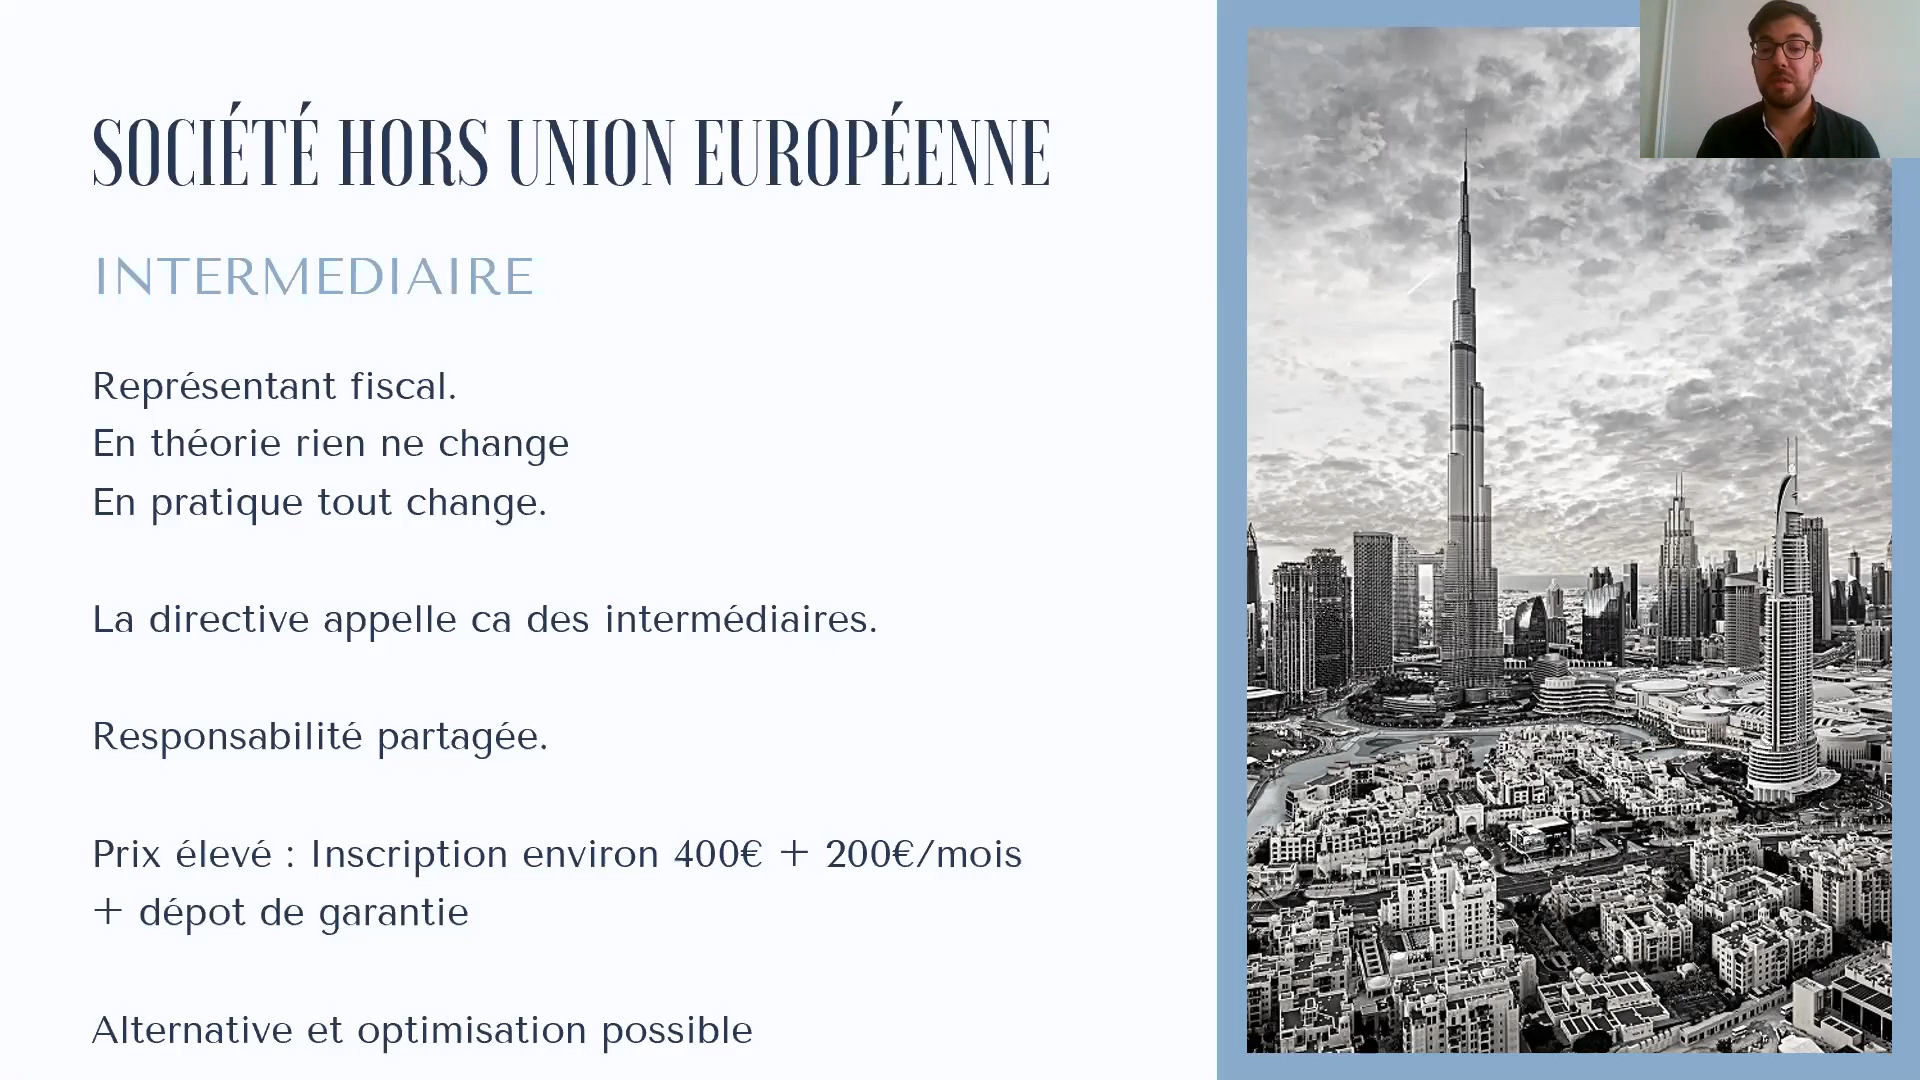 SOCIÉTÉ HORS UNION EUROPÉENNE
INTERMEDIAIRE
Représentant fiscal.
En théorie rien ne change
En pratique tout change.
La directive appelle ca des intermédiaires.
Responsabilité partagée.
Prix élevé : Inscription environ 400€ + 200€/mois
+ dépot de garantie
Alternative et optimisation possible